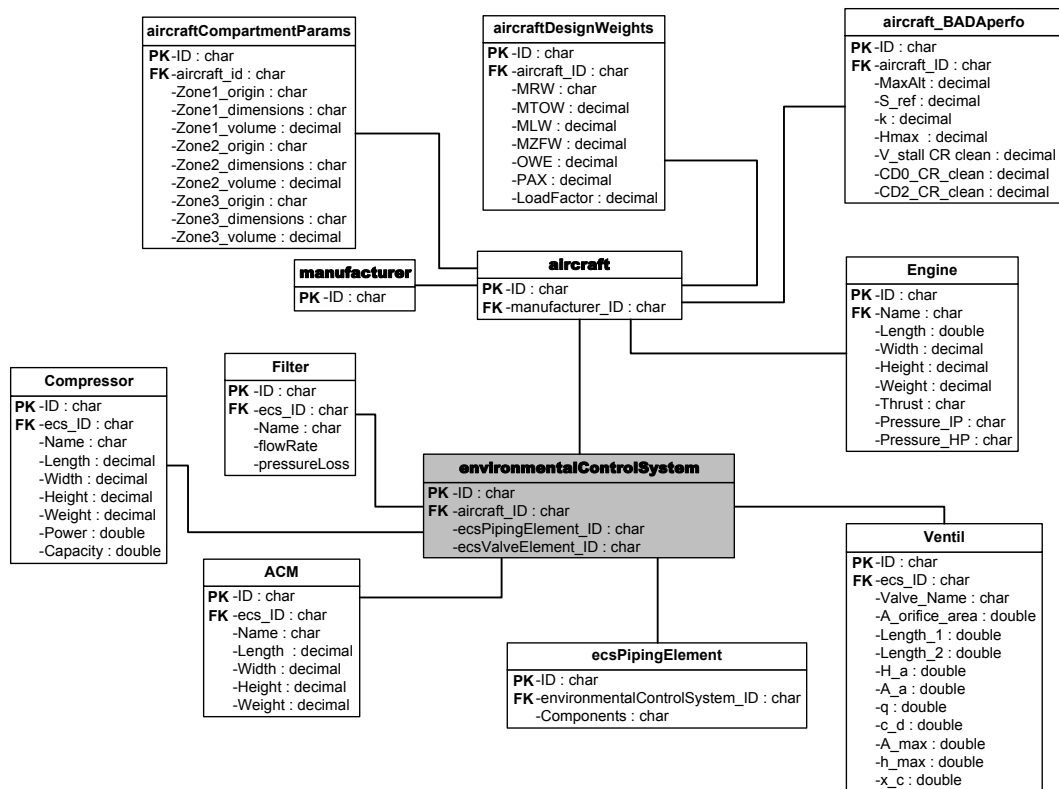 aircraftCompartmentParams
PK -ID : char
FK -aircraft_id : char
-Zone1_origin : char
-Zone1_dimensions : char
-Zone1_volume : decimal
-Zone2_origin : char
-Zone2_dimensions : char
-Zone2_volume : decimal
-Zone3_origin : char
-Zone3_dimensions : char
-Zone3_volume : decimal
aircraftDesignWeights
PK -ID : char
FK -aircraft_ID : char
-MRW : char
-MTOW : decimal
-MLW : decimal
-MZFW : decimal
-OWE : decimal
-PAX : decimal
-LoadFactor : decimal
aircraft_BADAperfo
PK -ID : char
FK -aircraft_ID : char
-MaxAlt : decimal
-S_ref : decimal
-k : decimal
-Hmax : decimal
-V_stall CR clean : decimal
-CD0_CR_clean : decimal
-CD2_CR_clean : decimal
manufacturer
PK -ID : char
aircraft
PK -ID : char
FK -manufacturer_ID : char
Engine
PK -ID : char
FK -Name : char
-Length : double
-Width : decimal
-Height : decimal
-Weight : decimal
-Thrust : char
-Pressure_IP : char
-Pressure_HP : char
Compressor
PK -ID : char
FK -ecs_ID : char
-Name : char
-Length : decimal
-Width : decimal
-Height : decimal
-Weight : decimal
-Power : double
-Capacity : double
Filter
PK -ID : char
FK -ecs_ID : char
-Name : char
-flowRate
-pressureLoss
environmentalControlSystem
PK -ID : char
FK -aircraft_ID : char
-ecsPipingElement_ID : char
-ecsValveElement_ID : char
ACM
PK -ID : char
FK -ecs_ID : char
-Name : char
-Length : decimal
-Width : decimal
-Height : decimal
-Weight : decimal
ecsPipingElement
PK -ID : char
FK -environmentalControlSystem_ID : char
-Components : char
Ventil
PK -ID : char
FK -ecs_ID : char
-Valve_Name : char
-A_orifice_area : double
-Length_1 : double
-Length_2 : double
-H_a : double
-A_a : double
-q : double
-c_d : double
-A_max : double
-h_max : double
-x_c : double